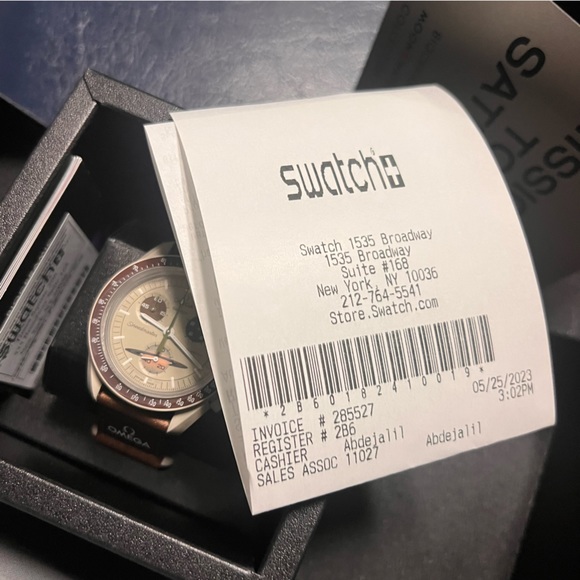 swatch
Swatch 1535 Broadway
1535 Broadway
Suite #168
New York, NY 10036
212-764-5541
Store.Swatch.com
*2B60182410019*
05/25/2023
3:02PM
INVOICE # 285527
REGISTER # 2B6
CASHIER Abdejalil Abdejalil
SALES ASSOC 11027
OMEGA
swatch
SAT